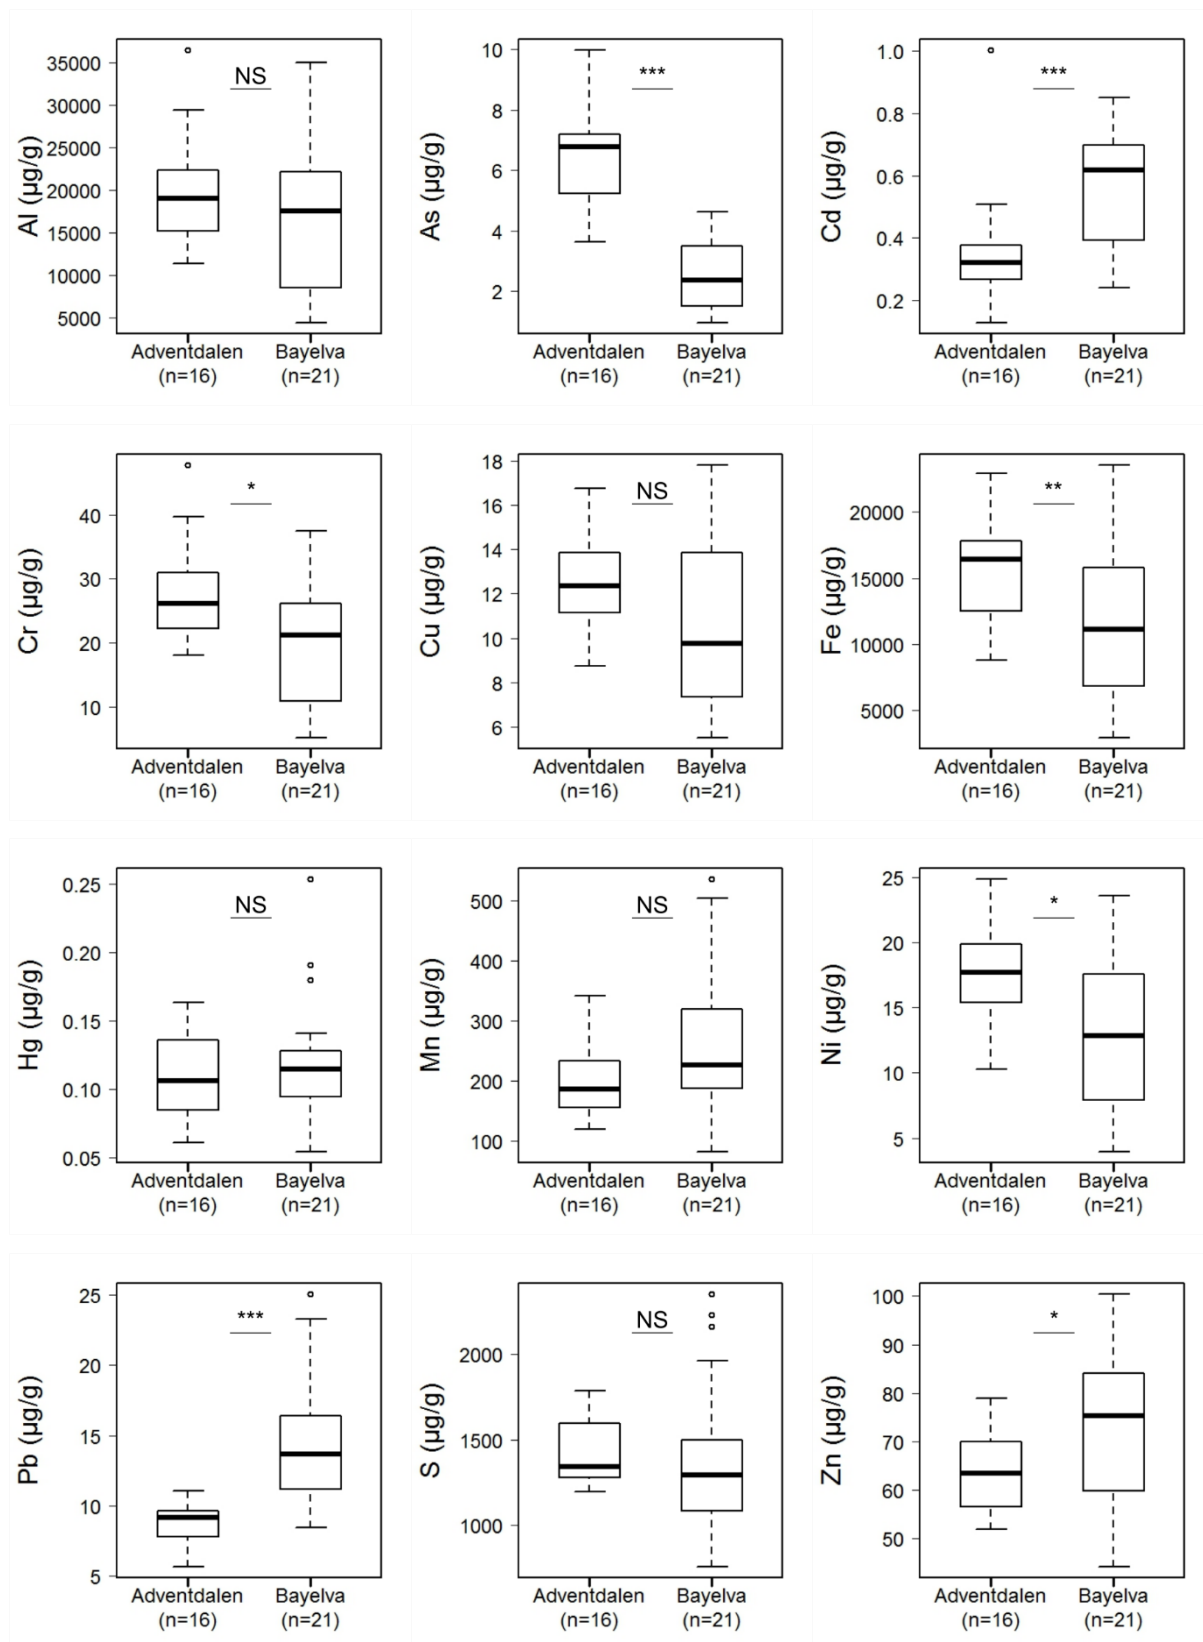 Al (µg/g)
35000
30000
25000
20000
15000
10000
5000
NS
Adventdalen
(n=16)
Bayelva
(n=21)
As (µg/g)
10
8
6
4
2
***
Adventdalen
(n=16)
Bayelva
(n=21)
Cd (µg/g)
1.0
0.8
0.6
0.4
0.2
***
Adventdalen
(n=16)
Bayelva
(n=21)
Cr (µg/g)
40
30
20
10
*
Adventdalen
(n=16)
Bayelva
(n=21)
Cu (µg/g)
18
16
14
12
10
8
6
NS
Adventdalen
(n=16)
Bayelva
(n=21)
Fe (µg/g)
20000
15000
10000
5000
**
Adventdalen
(n=16)
Bayelva
(n=21)
Hg (µg/g)
0.25
0.20
0.15
0.10
0.05
NS
Adventdalen
(n=16)
Bayelva
(n=21)
Mn (µg/g)
500
400
300
200
100
NS
Adventdalen
(n=16)
Bayelva
(n=21)
Ni (µg/g)
25
20
15
10
5
*
Adventdalen
(n=16)
Bayelva
(n=21)
Pb (µg/g)
25
20
15
10
5
***
Adventdalen
(n=16)
Bayelva
(n=21)
S (µg/g)
2000
1500
1000
NS
Adventdalen
(n=16)
Bayelva
(n=21)
Zn (µg/g)
100
90
80
70
60
50
*
Adventdalen
(n=16)
Bayelva
(n=21)